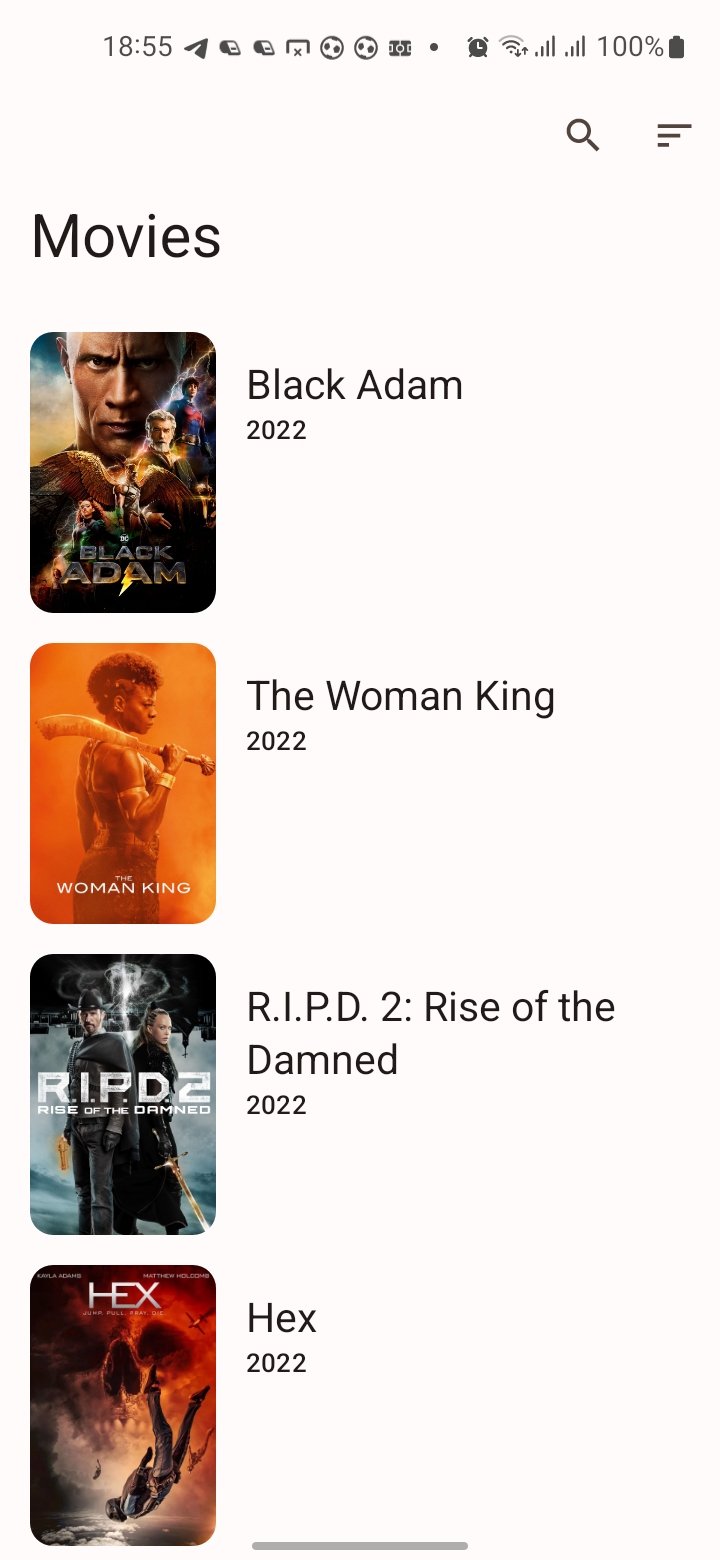 18:55
100%
Movies
DC
BLACK
ADAM
Black Adam
2022
THE
WOMAN KING
The Woman King
2022
R.I.P.D.2
RISE OF THE DAMNED
R.I.P.D. 2: Rise of the
Damned
2022
KAYLA ADAMS MATTHEW HOLCOMB
HEX
JUMP. PULL. PRAY. DIE.
Hex
2022